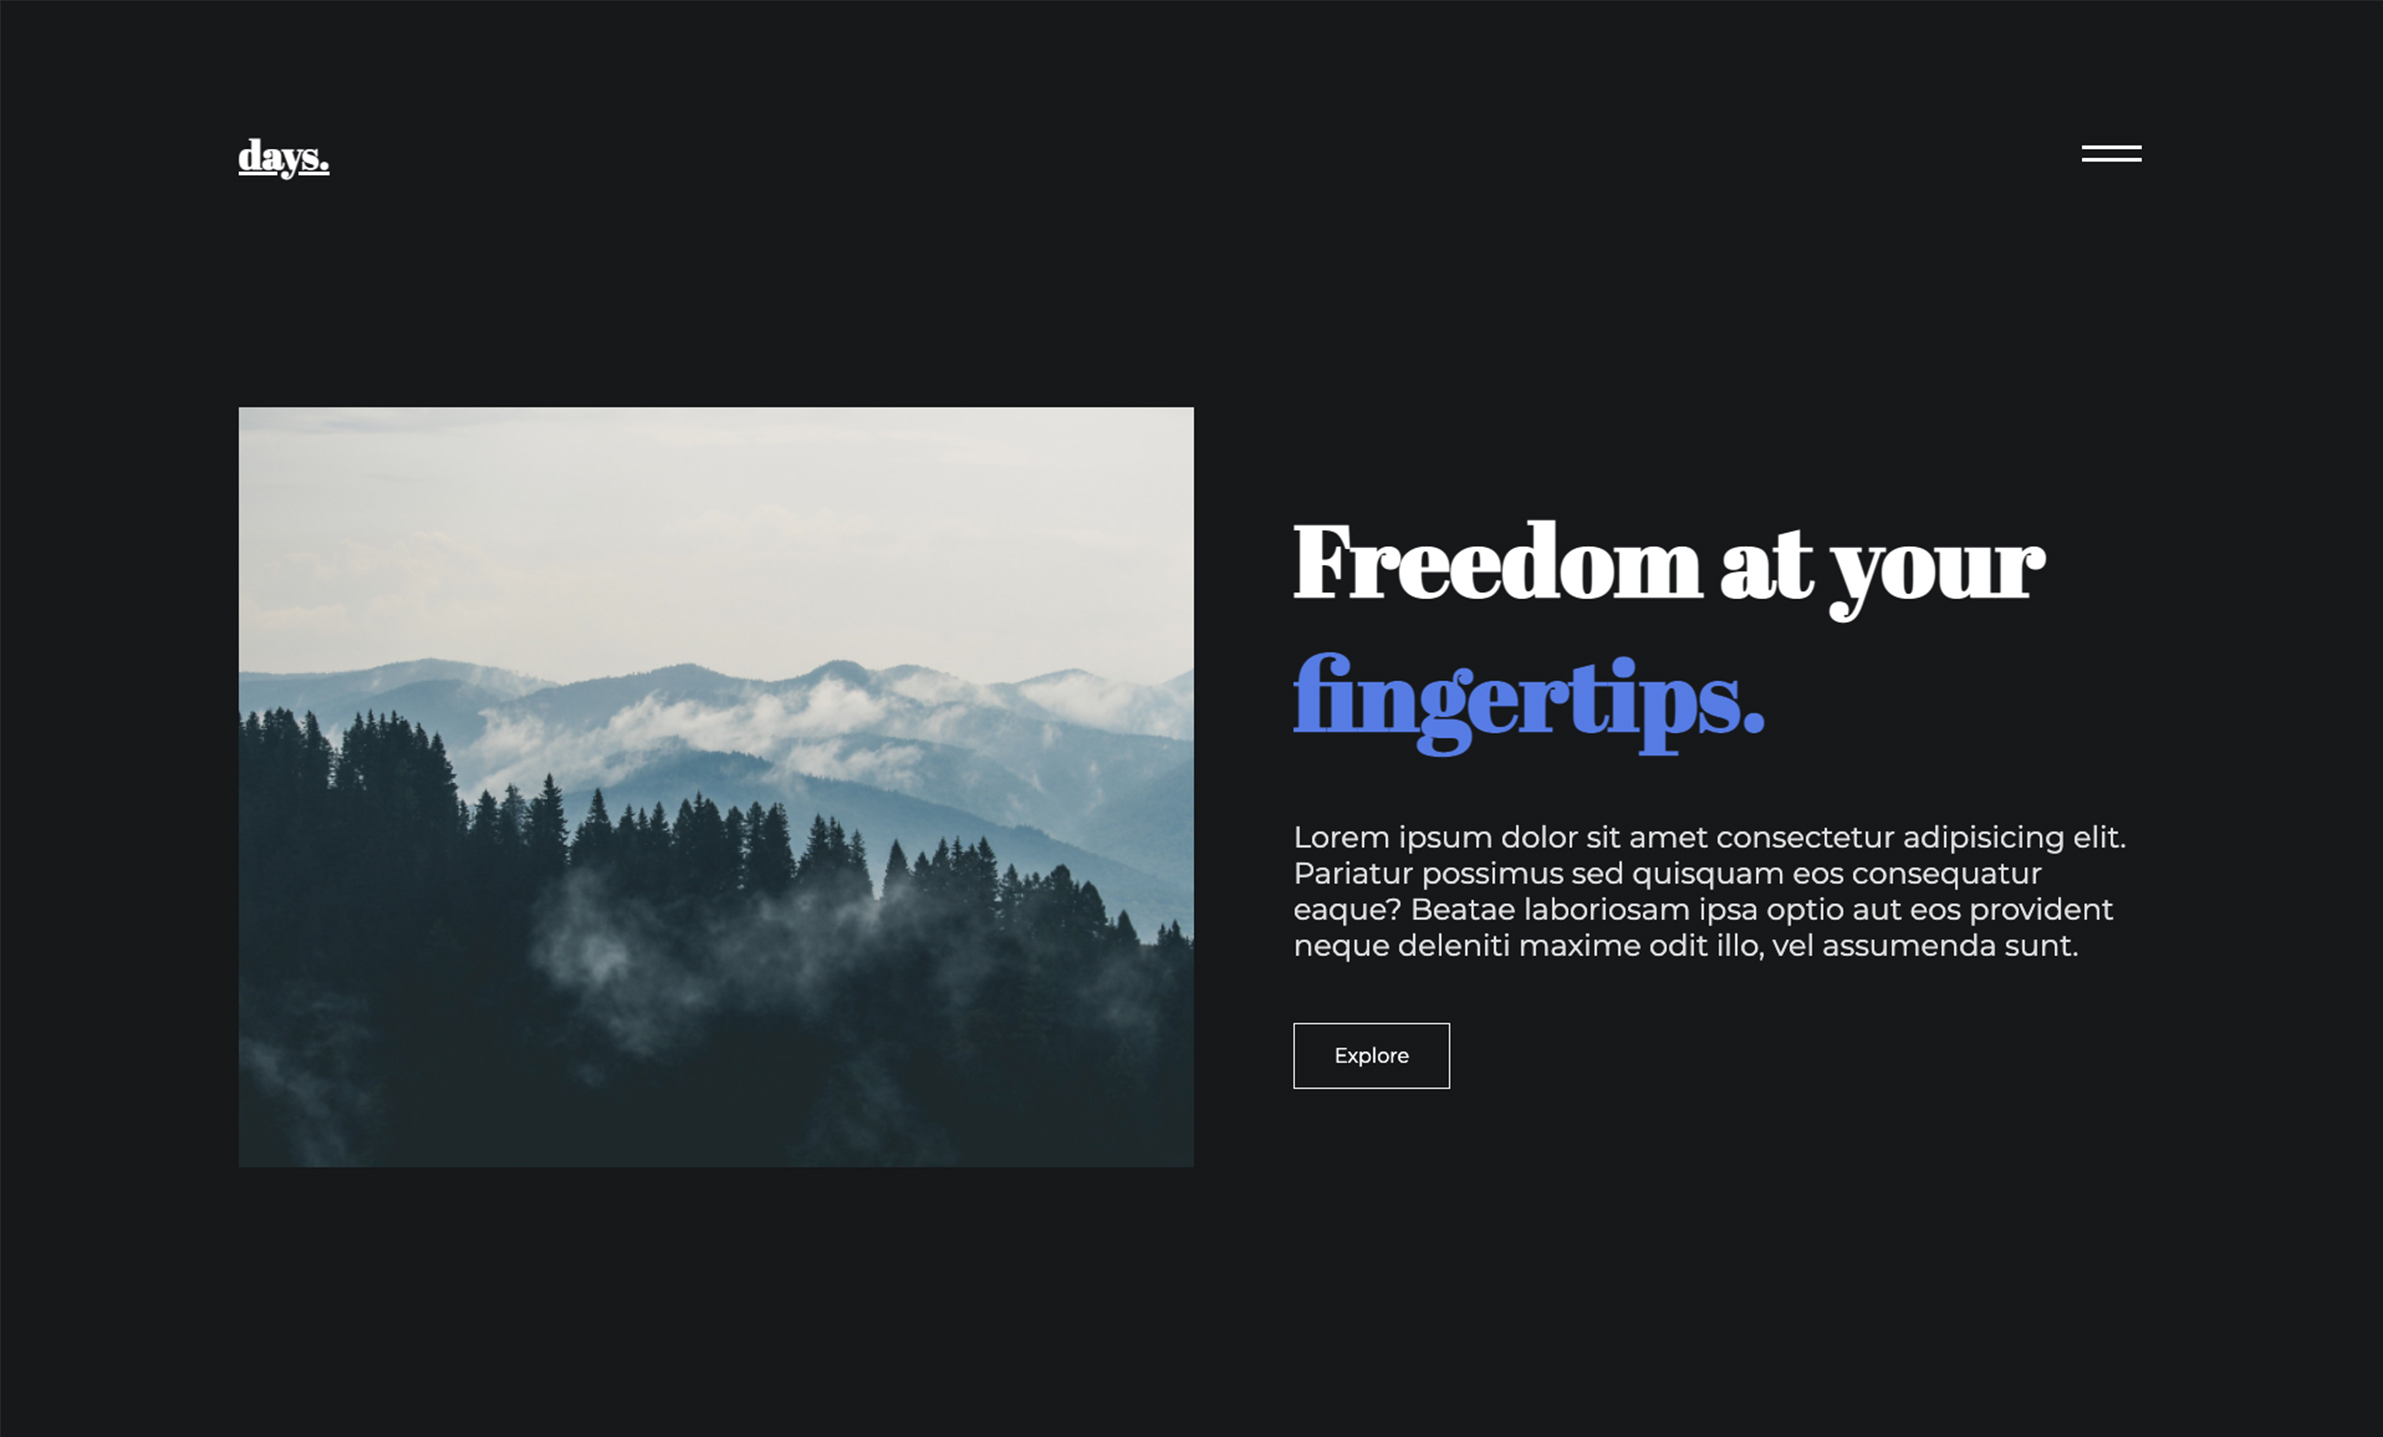 days.
Freedom at your
fingertips.
Lorem ipsum dolor sit amet consectetur adipisicing elit.
Pariatur possimus sed quisquam eos consequatur
eaque? Beatae laboriosam ipsa optio aut eos provident
neque deleniti maxime odit illo, vel assumenda sunt.
Explore